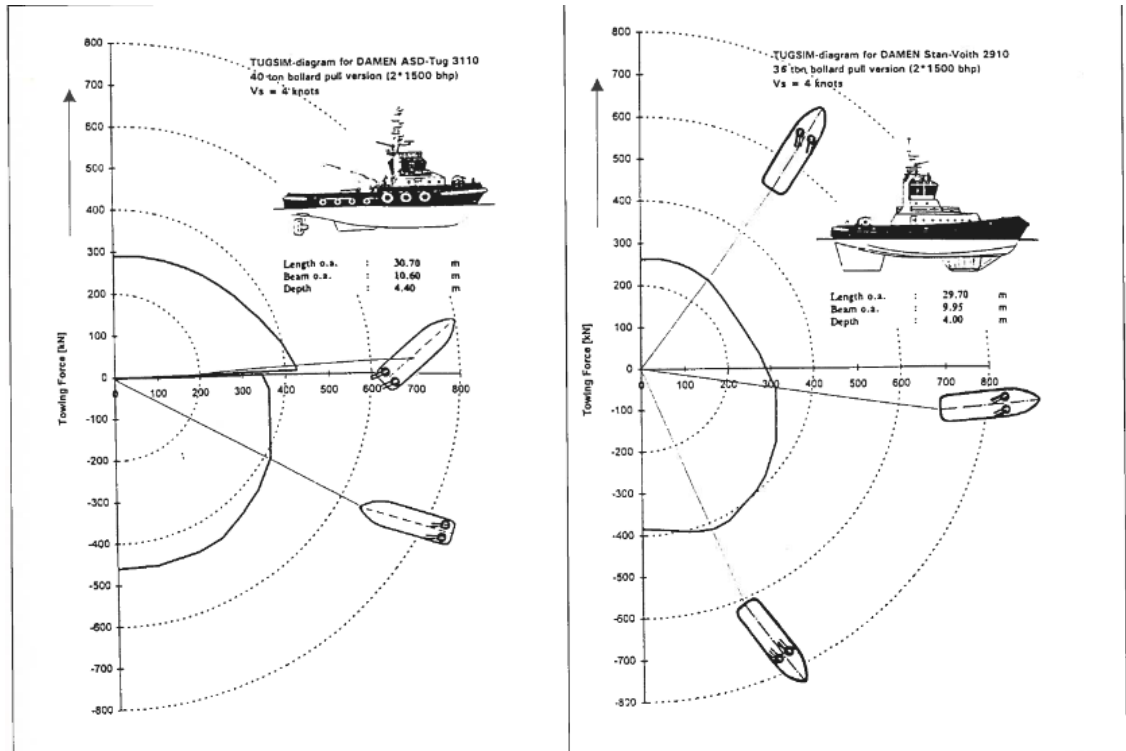 TUGSIM-diagram for DAMEN ASD-Tug 3110
40 ton bollard pull version (2*1500 bhp)
Vs = 4 knots
Length o.a. : 30.70 m
Beam o.a. : 10.60 m
Depth : 4.40 m
Towing Force [kN]
800
700
600
500
400
300
200
100
0
-100
-200
-300
-400
-500
-600
-700
-800
0 100 200 300 400 500 600 700 800
TUGSIM-diagram for DAMEN Stan-Voith 2910
36 ton bollard pull version (2*1500 bhp)
Vs = 4 knots
Length o.a. : 29.70 m
Beam o.a. : 9.95 m
Depth : 4.00 m
Towing Force [kN]
800
700
600
500
400
300
200
100
0
-100
-200
-300
-400
-500
-600
-700
-800
0 100 200 300 400 500 600 700 800